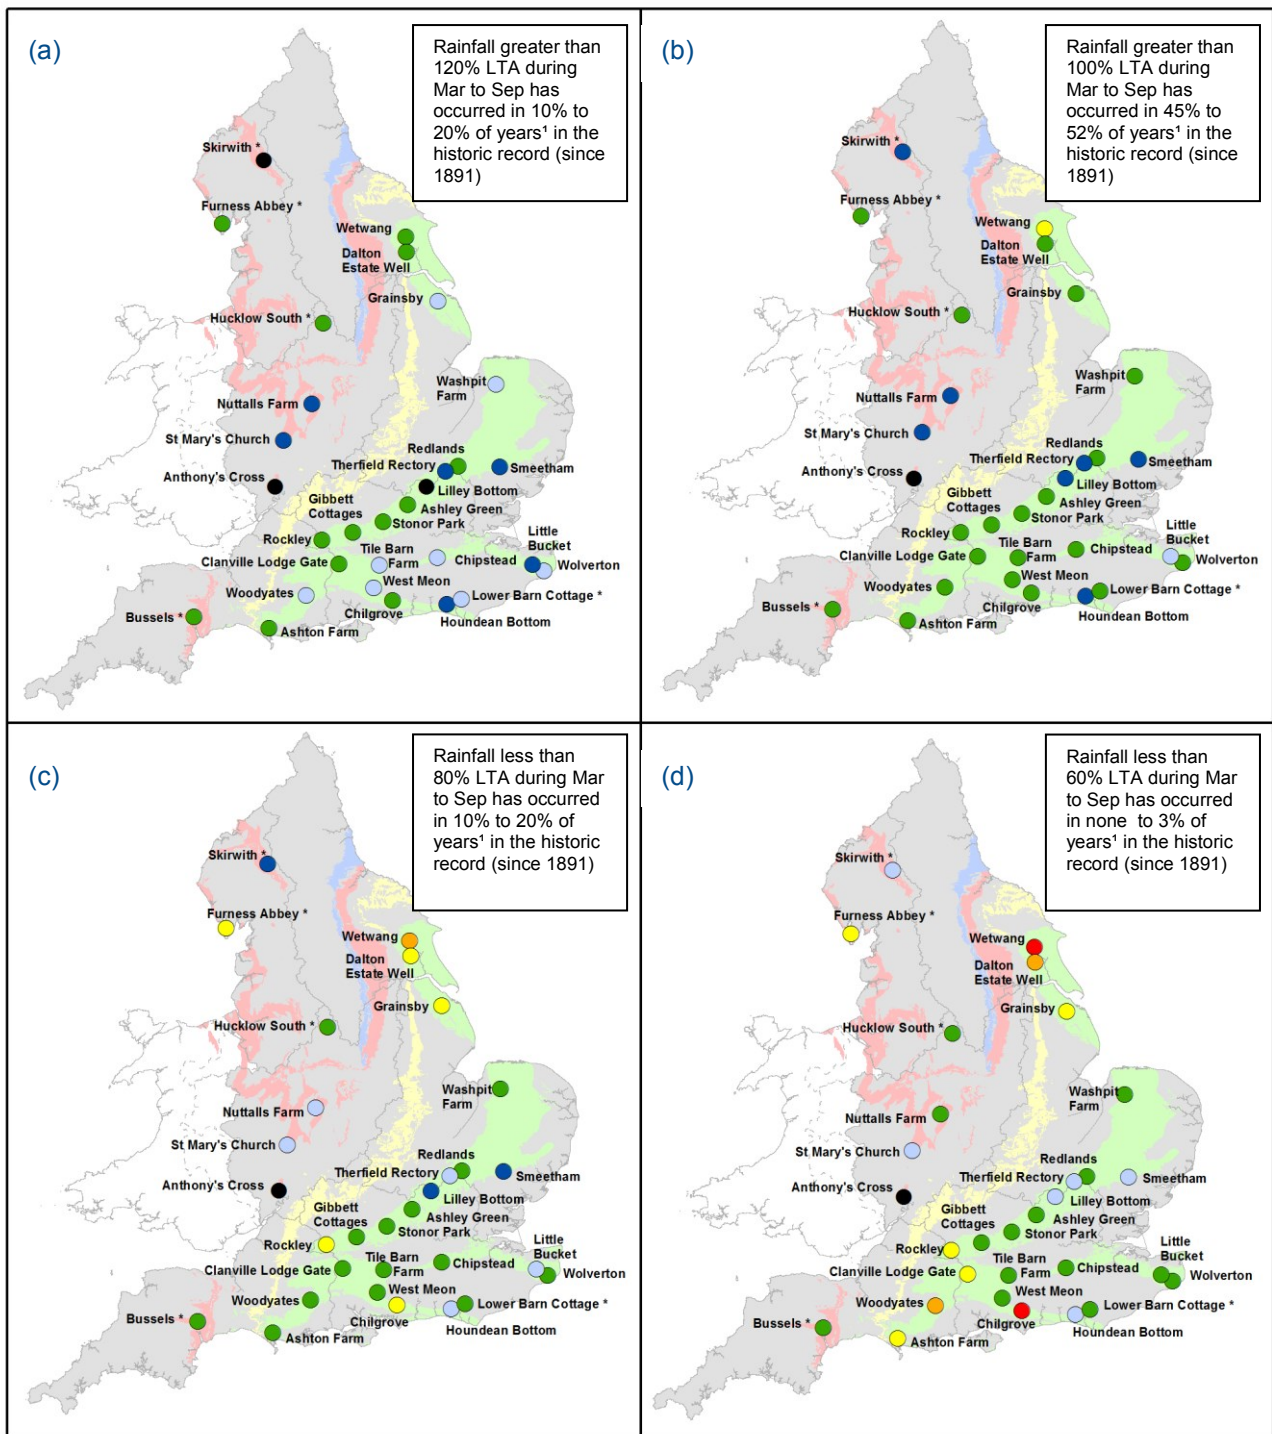 (a)
Rainfall greater than
120% LTA during
Mar to Sep has
occurred in 10% to
20% of years¹ in the
historic record (since
1891)
Skirwith *
Furness Abbey *
Wetwang
Dalton
Estate Well
Grainsby
Hucklow South *
Washpit
Farm
Nuttalls Farm
St Mary's Church
Redlands
Therfield Rectory
Smeetham
Anthony's Cross
Lilley Bottom
Gibbett
Cottages
Ashley Green
Stonor Park
Rockley
Little
Bucket
Tile Barn
Farm
Chipstead
Clanville Lodge Gate
Wolverton
West Meon
Woodyates
Lower Barn Cottage *
Bussels *
Chilgrove
Houndean Bottom
Ashton Farm
(b)
Rainfall greater than
100% LTA during
Mar to Sep has
occurred in 45% to
52% of years¹ in the
historic record (since
1891)
Skirwith *
Furness Abbey *
Wetwang
Dalton
Estate Well
Grainsby
Hucklow South *
Washpit
Farm
Nuttalls Farm
St Mary's Church
Redlands
Therfield Rectory
Smeetham
Anthony's Cross
Lilley Bottom
Gibbett
Cottages
Ashley Green
Stonor Park
Rockley
Little
Bucket
Tile Barn
Farm
Chipstead
Clanville Lodge Gate
Wolverton
West Meon
Woodyates
Lower Barn Cottage *
Bussels *
Chilgrove
Houndean Bottom
Ashton Farm
(c)
Rainfall less than
80% LTA during Mar
to Sep has occurred
in 10% to 20% of
years¹ in the historic
record (since 1891)
Skirwith *
Furness Abbey *
Wetwang
Dalton
Estate Well
Grainsby
Hucklow South *
Washpit
Farm
Nuttalls Farm
St Mary's Church
Redlands
Therfield Rectory
Smeetham
Anthony's Cross
Lilley Bottom
Gibbett
Cottages
Ashley Green
Stonor Park
Rockley
Little
Bucket
Tile Barn
Farm
Chipstead
Clanville Lodge Gate
Wolverton
West Meon
Woodyates
Lower Barn Cottage *
Bussels *
Chilgrove
Houndean Bottom
Ashton Farm
(d)
Rainfall less than
60% LTA during Mar
to Sep has occurred
in none to 3% of
years¹ in the historic
record (since 1891)
Skirwith *
Furness Abbey *
Wetwang
Dalton
Estate Well
Grainsby
Hucklow South *
Washpit
Farm
Nuttalls Farm
St Mary's Church
Redlands
Therfield Rectory
Smeetham
Anthony's Cross
Lilley Bottom
Gibbett
Cottages
Ashley Green
Stonor Park
Rockley
Little
Bucket
Tile Barn
Farm
Chipstead
Clanville Lodge Gate
Wolverton
West Meon
Woodyates
Lower Barn Cottage *
Bussels *
Chilgrove
Houndean Bottom
Ashton Farm